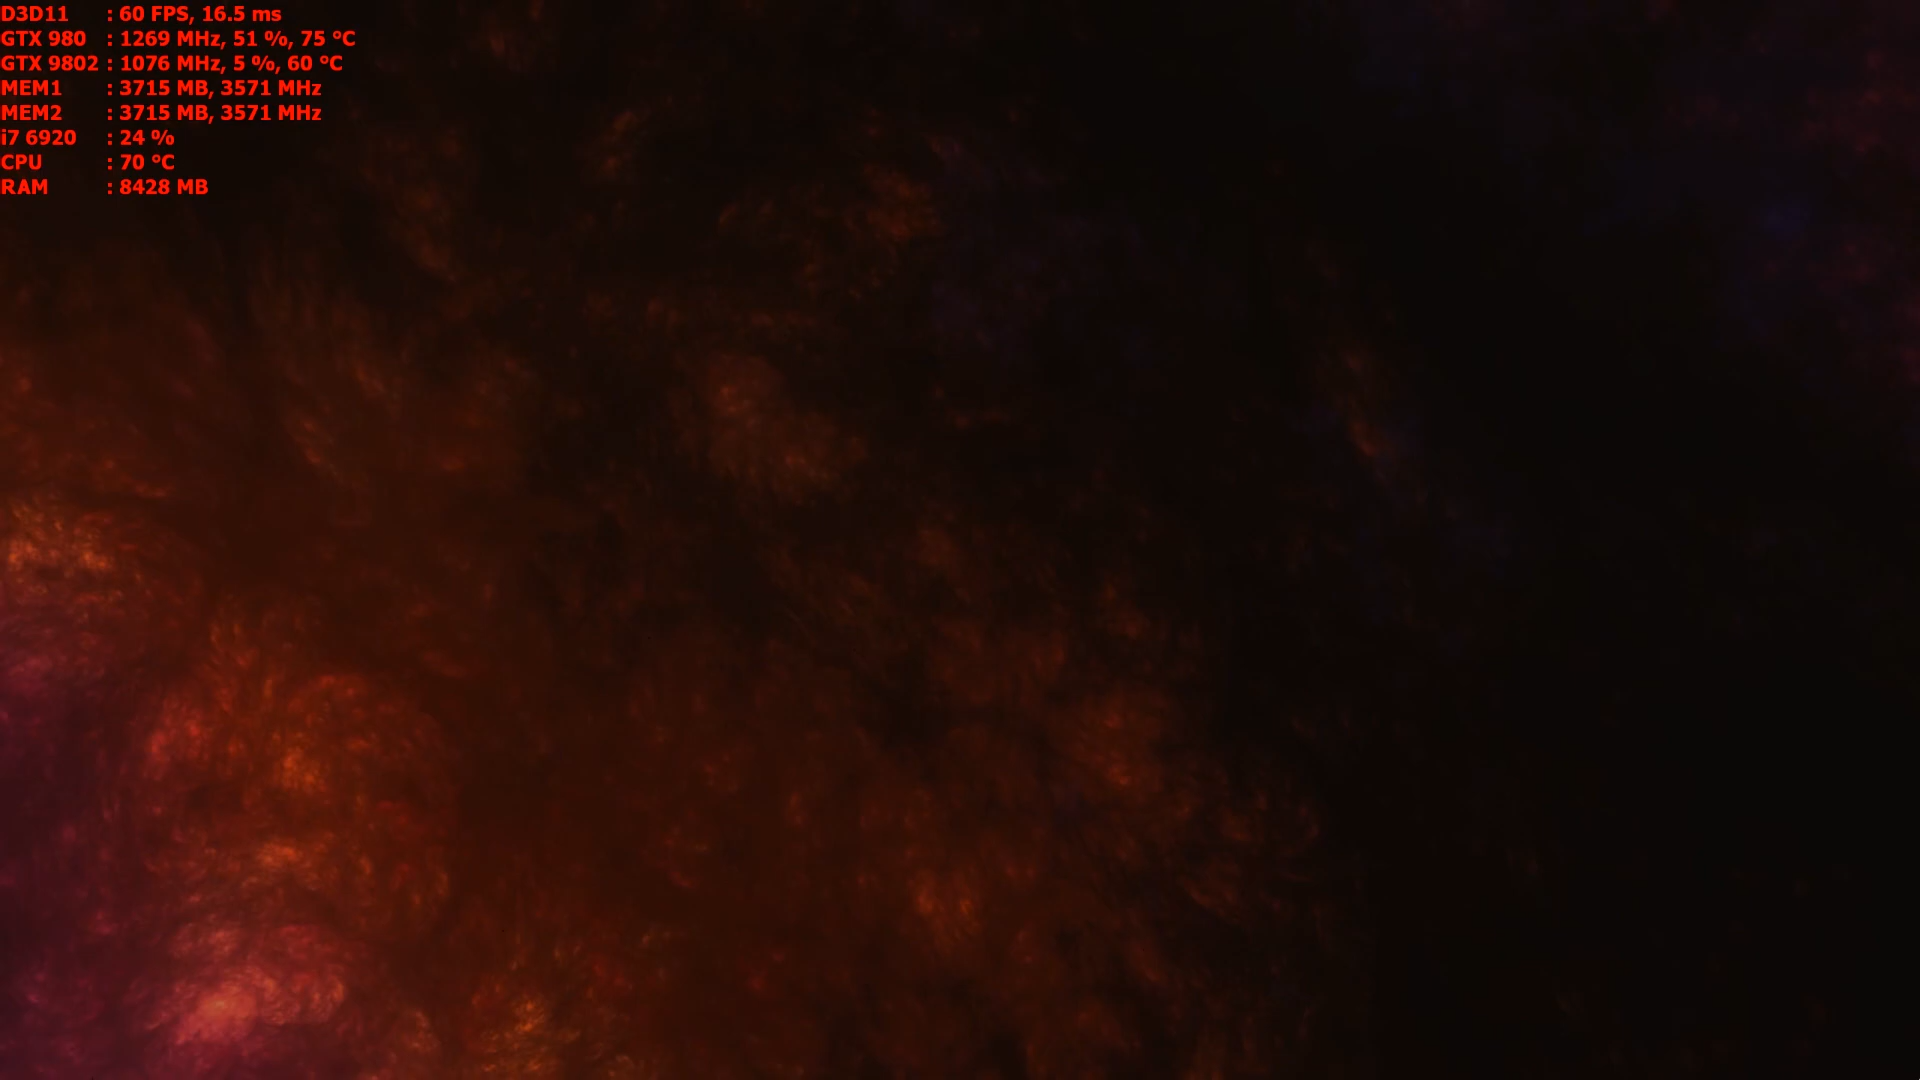 D3D11 : 60 FPS, 16.5 ms
GTX 980 : 1269 MHz, 51 %, 75 °C
GTX 9802 : 1076 MHz, 5 %, 60 °C
MEM1 : 3715 MB, 3571 MHz
MEM2 : 3715 MB, 3571 MHz
i7 6920 : 24 %
CPU : 70 °C
RAM : 8428 MB